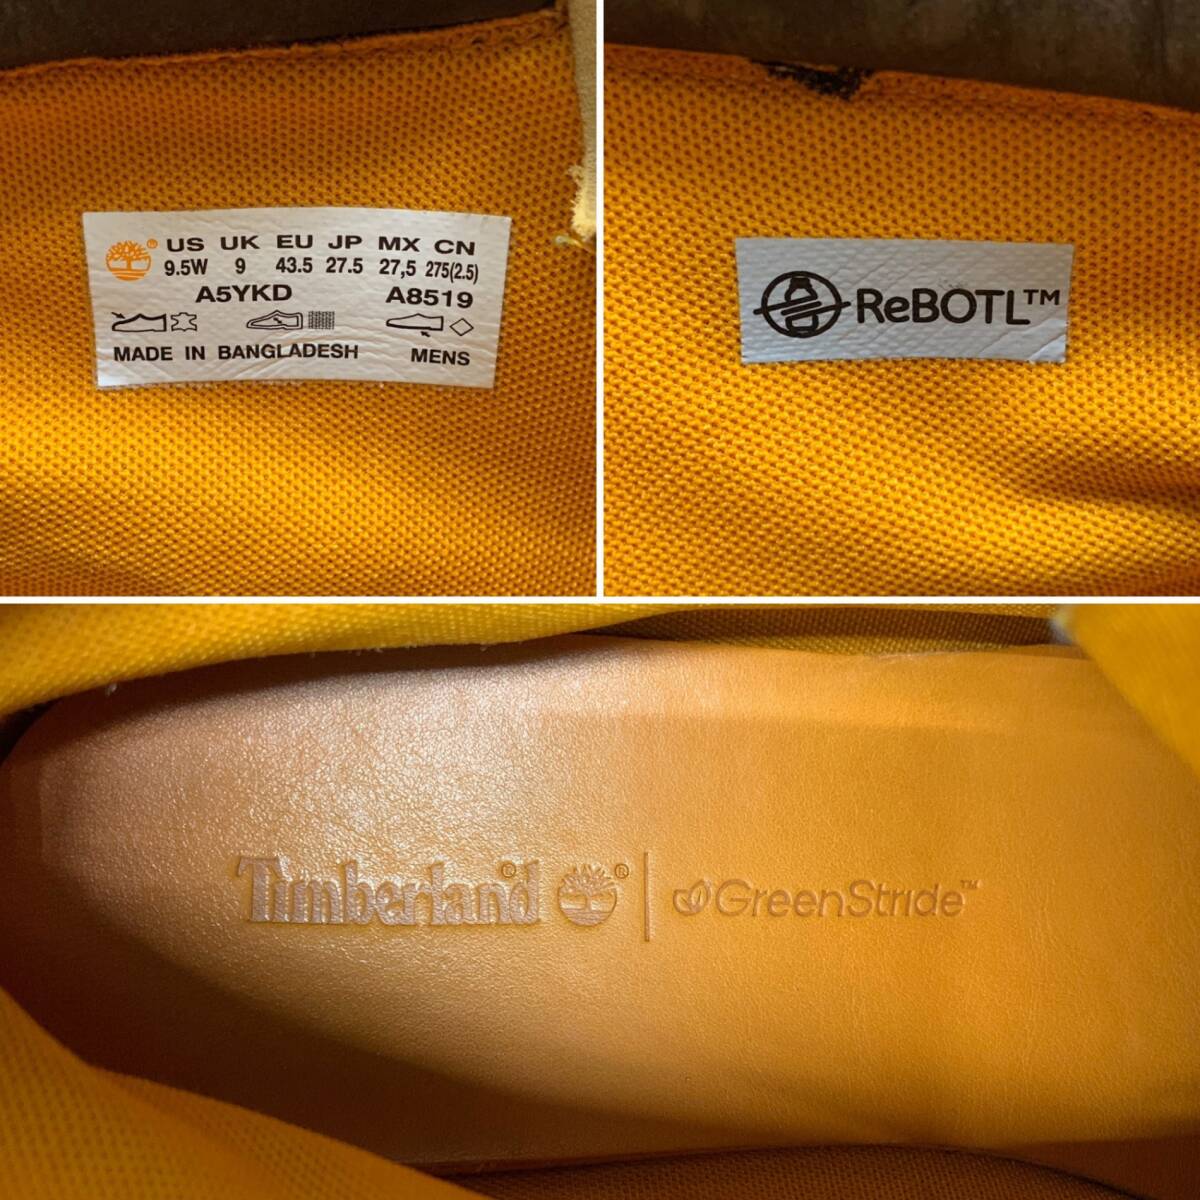 US UK EU JP MX CN
9.5W 9 43.5 27.5 27,5 275(2.5)
A5YKD A8519
MADE IN BANGLADESH MENS
ReBOTL™
Timberland® ® | GreenStride™